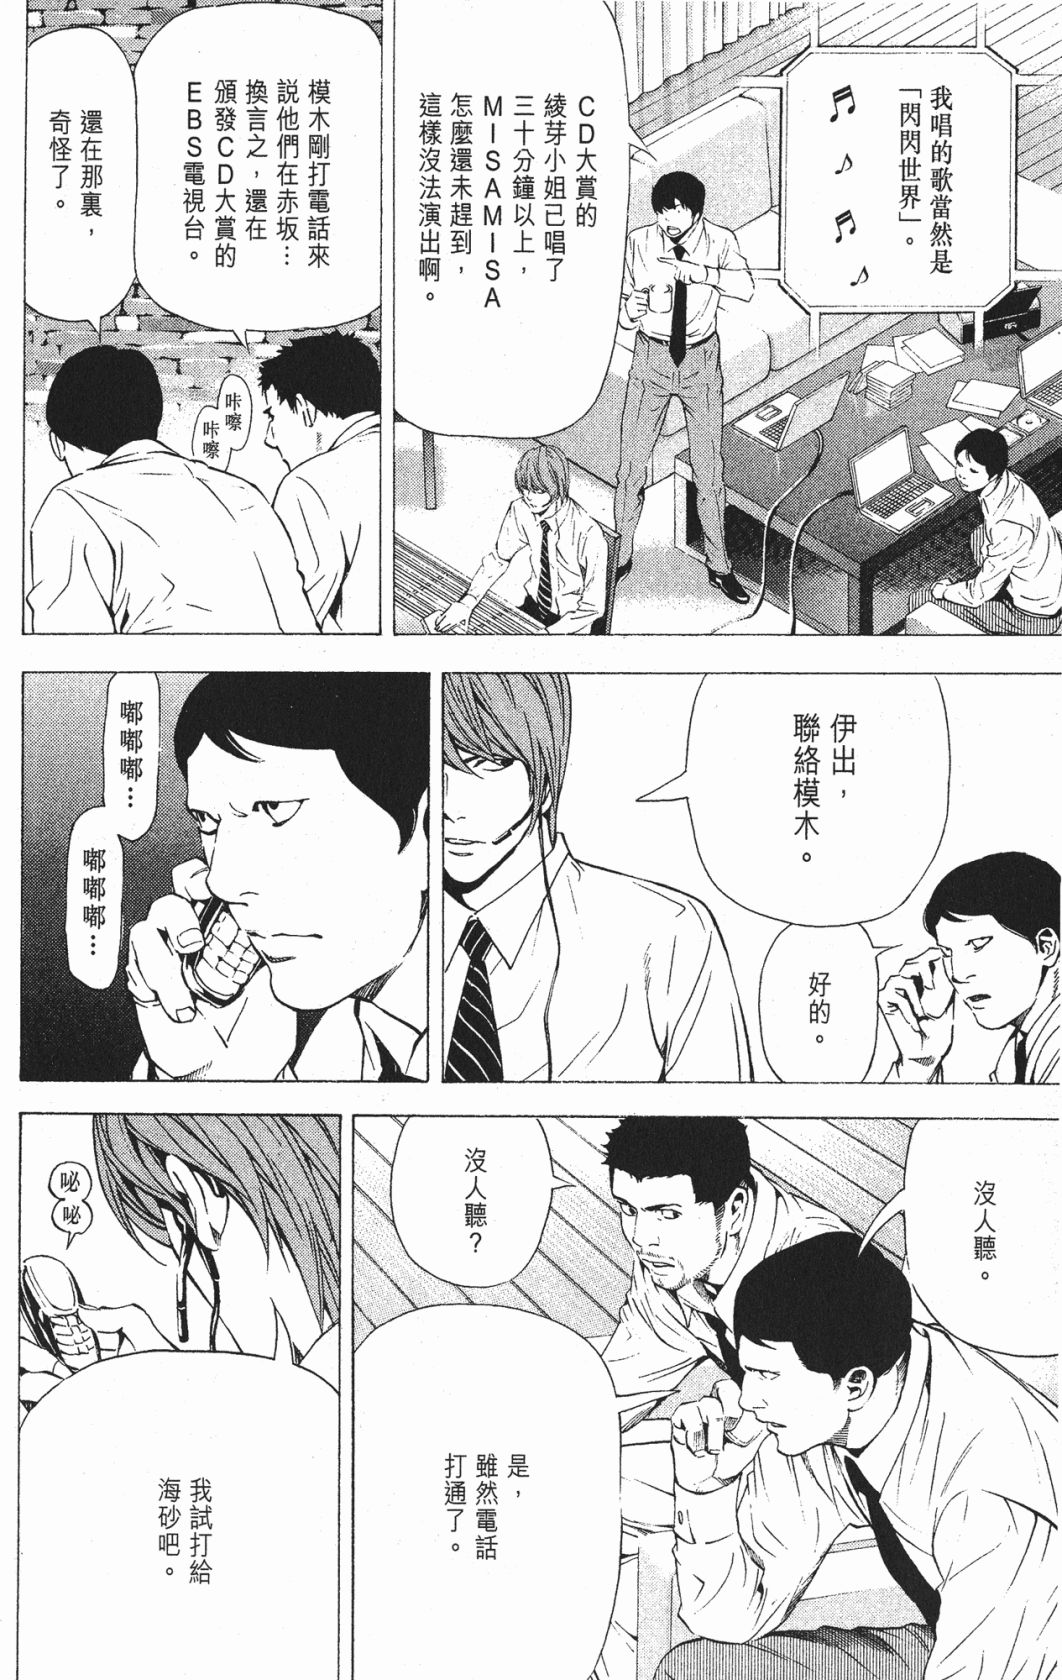 我唱的歌當然是
「閃閃世界」。
CD大賞的
綾芽小姐已唱了
三十分鐘以上，
MISAMISA
怎麼還未趕到，
這樣沒法演出啊。
模木剛打電話來
説他們在赤坂…
換言之，還在
頒發CD大賞的
EBS電視台。
還在那裏，
奇怪了。
咔嚓
咔嚓
伊出，
聯絡模木。
好的。
嘟嘟嘟…
嘟嘟嘟…
沒人聽。
沒人聽？
是，
雖然電話
打通了。
咇
咇
我試打給
海砂吧。